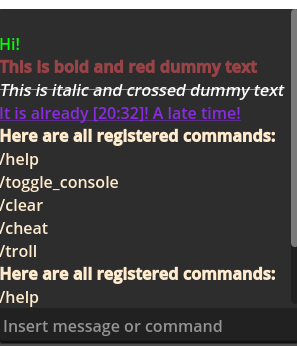 Hi!
This is bold and red dummy text
This is italic and crossed dummy text
It is already [20:32]! A late time!
Here are all registered commands:
/help
/toggle_console
/clear
/cheat
/troll
Here are all registered commands:
/help
Insert message or command